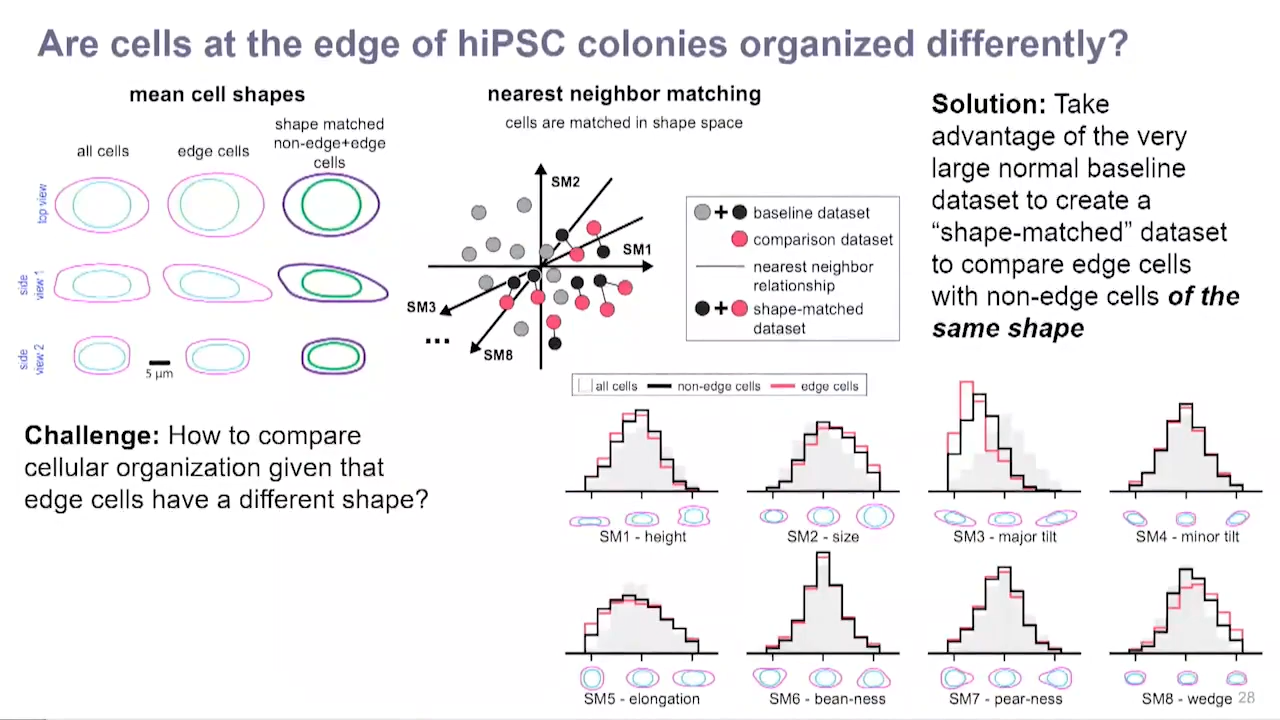 Are cells at the edge of hiPSC colonies organized differently?
mean cell shapes
all cells
edge cells
shape matched
non-edge+edge
cells
top view
side
view 1
side
view 2
5 µm
Challenge: How to compare
cellular organization given that
edge cells have a different shape?
nearest neighbor matching
cells are matched in shape space
SM2
SM1
SM3
...
SM8
baseline dataset
comparison dataset
nearest neighbor
relationship
shape-matched
dataset
Solution: Take
advantage of the very
large normal baseline
dataset to create a
“shape-matched” dataset
to compare edge cells
with non-edge cells of the
same shape
all cells non-edge cells edge cells
SM1 - height
SM2 - size
SM3 - major tilt
SM4 - minor tilt
SM5 - elongation
SM6 - bean-ness
SM7 - pear-ness
SM8 - wedge
28